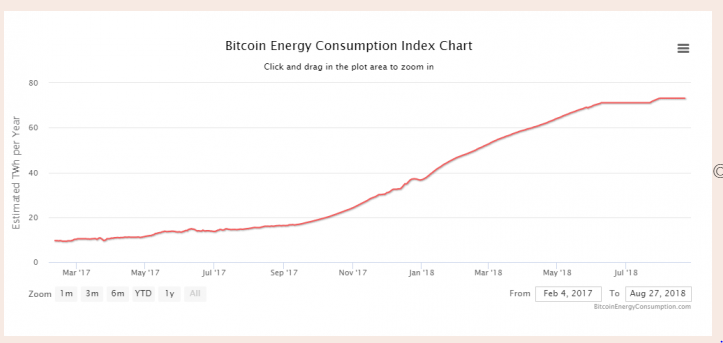 Bitcoin Energy Consumption Index Chart
Click and drag in the plot area to zoom in
Estimated TWh per Year
80
60
40
20
0
Mar '17 May '17 Jul '17 Sep '17 Nov '17 Jan '18 Mar '18 May '18 Jul '18
Zoom 1m 3m 6m YTD 1y All From Feb 4, 2017 To Aug 27, 2018
BitcoinEnergyConsumption.com